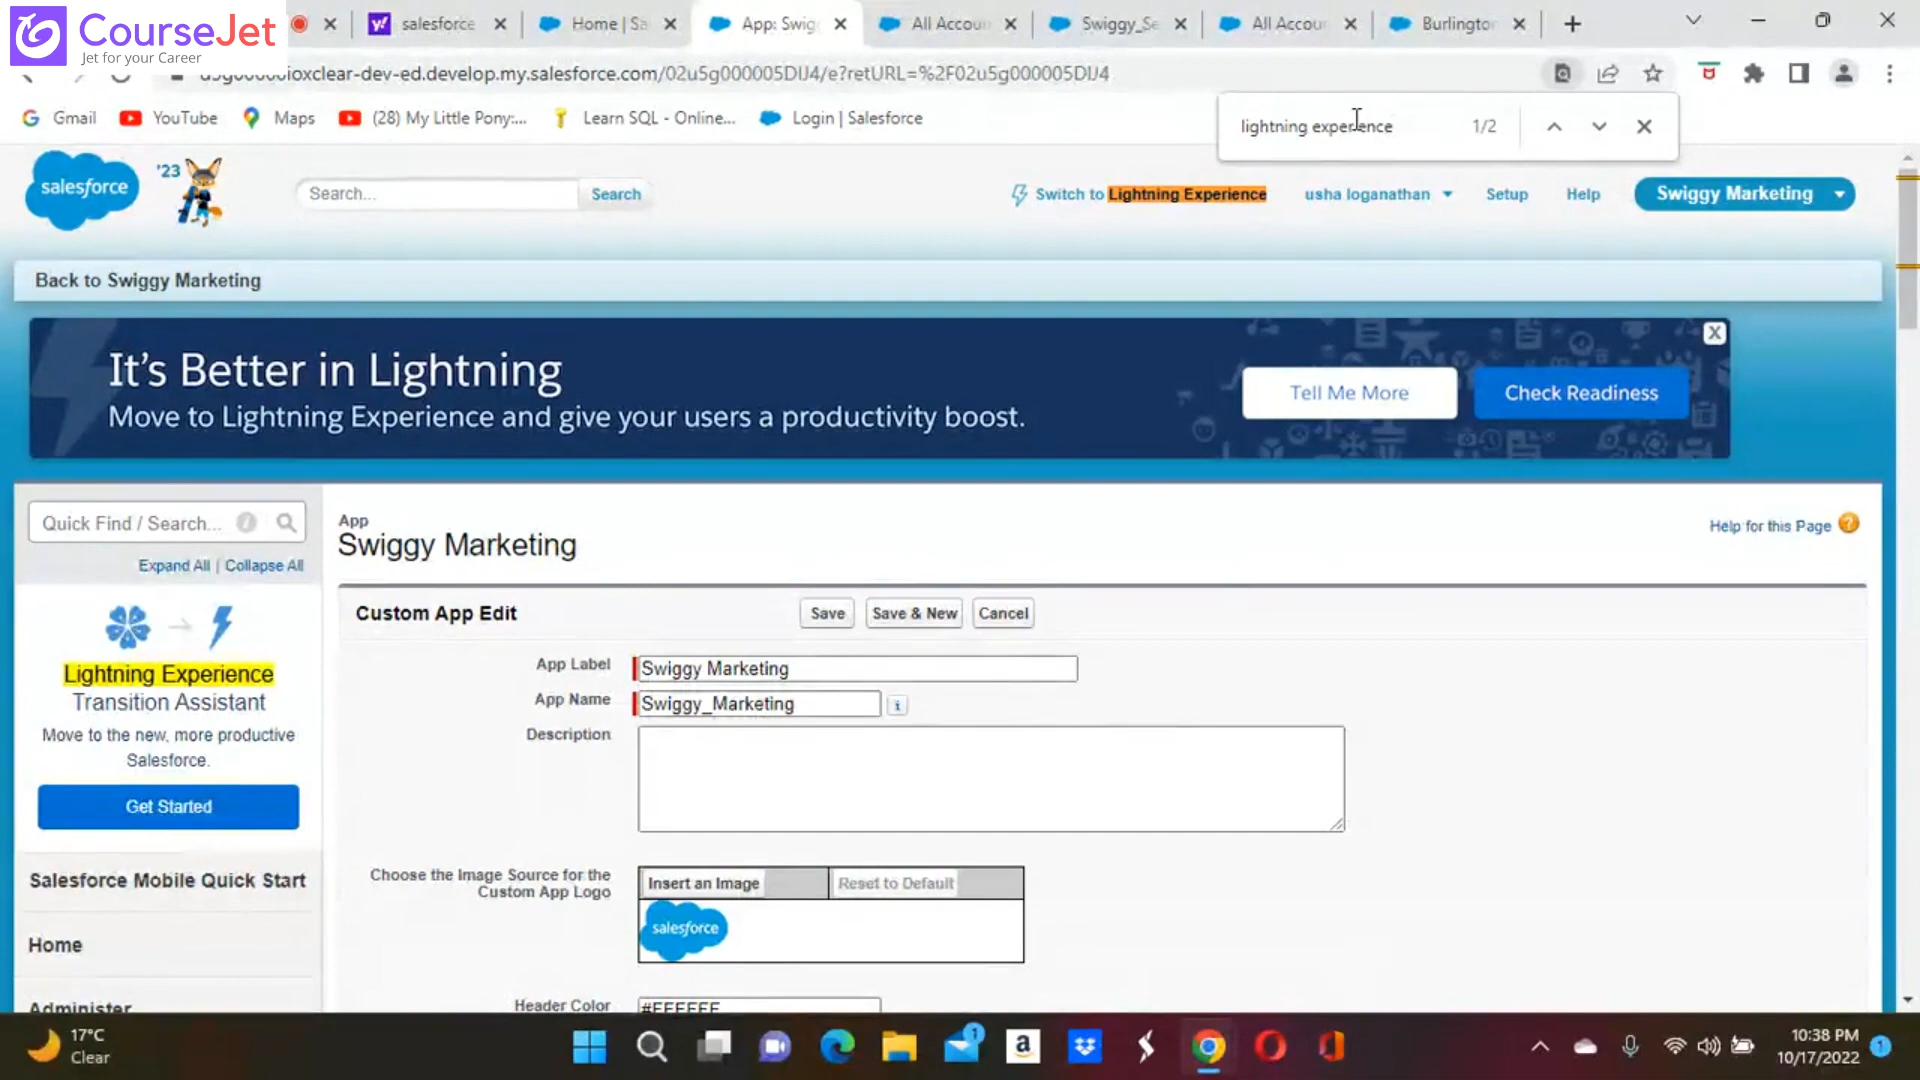 CourseJet
Jet for your Career
salesforce
Home | Sa
App: Swig
All Accoun
Swiggy_Se
All Accoun
Burlington
ioxclear-dev-ed.develop.my.salesforce.com/02u5g000005DIJ4/e?retURL=%2F02u5g000005DIJ4
Gmail
YouTube
Maps
(28) My Little Pony:...
Learn SQL - Online...
Login | Salesforce
lightning experience
1/2
salesforce
'23
Search...
Search
Switch to Lightning Experience
usha loganathan
Setup
Help
Swiggy Marketing
Back to Swiggy Marketing
It's Better in Lightning
Move to Lightning Experience and give your users a productivity boost.
Tell Me More
Check Readiness
X
Quick Find / Search...
Expand All | Collapse All
Lightning Experience
Transition Assistant
Move to the new, more productive
Salesforce.
Get Started
Salesforce Mobile Quick Start
Home
Administer
App
Swiggy Marketing
Help for this Page
Custom App Edit
Save
Save & New
Cancel
App Label
Swiggy Marketing
App Name
Swiggy_Marketing
i
Description
Choose the Image Source for the
Custom App Logo
Insert an Image
Reset to Default
salesforce
Header Color
#FFFFFF
17°C
Clear
1
10:38 PM
10/17/2022
1